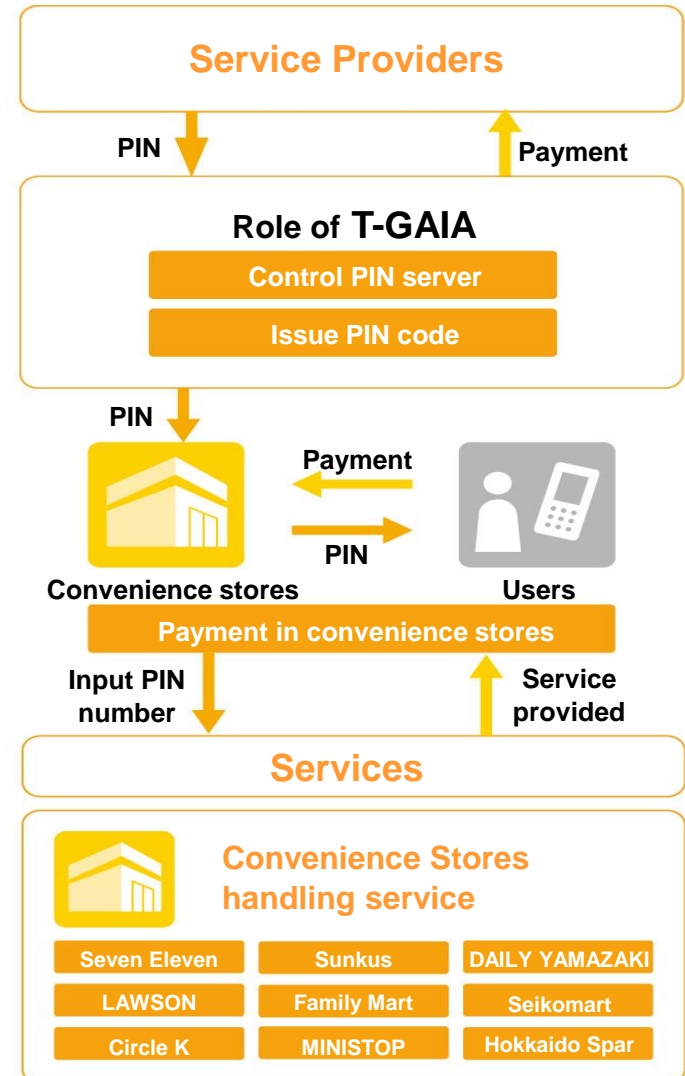 Service Providers
PIN
Payment
Role of T-GAIA
Control PIN server
Issue PIN code
PIN
Payment
PIN
Convenience stores
Users
Payment in convenience stores
Input PIN
number
Service
provided
Services
Convenience Stores
handling service
Seven Eleven
Sunkus
DAILY YAMAZAKI
LAWSON
Family Mart
Seikomart
Circle K
MINISTOP
Hokkaido Spar